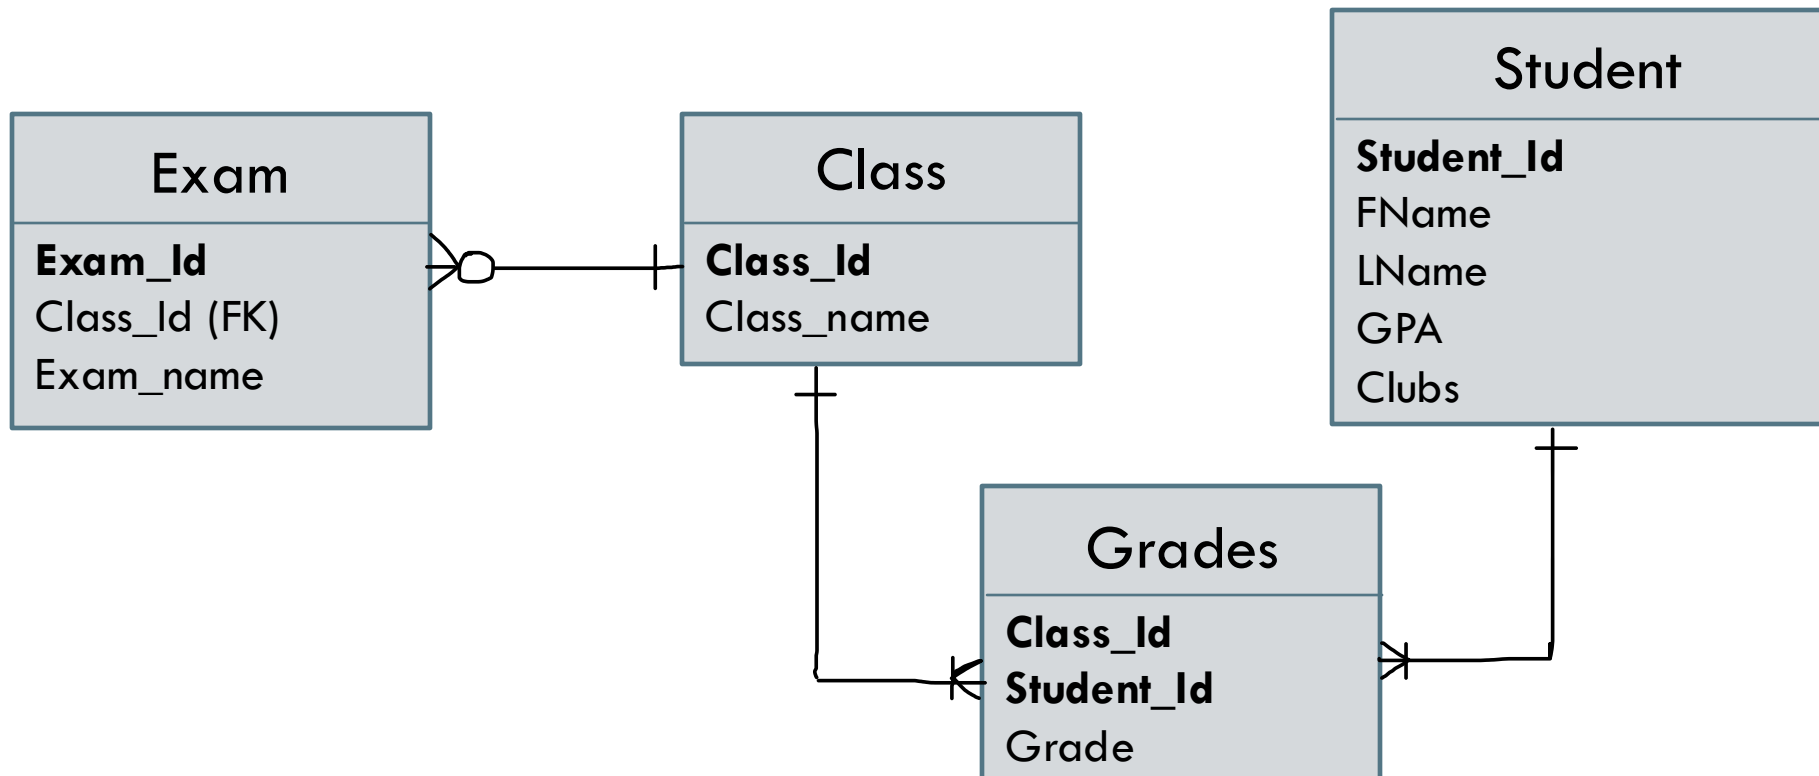 Exam
Exam_Id
Class_Id (FK)
Exam_name
Class
Class_Id
Class_name
Student
Student_Id
FName
LName
GPA
Clubs
Grades
Class_Id
Student_Id
Grade